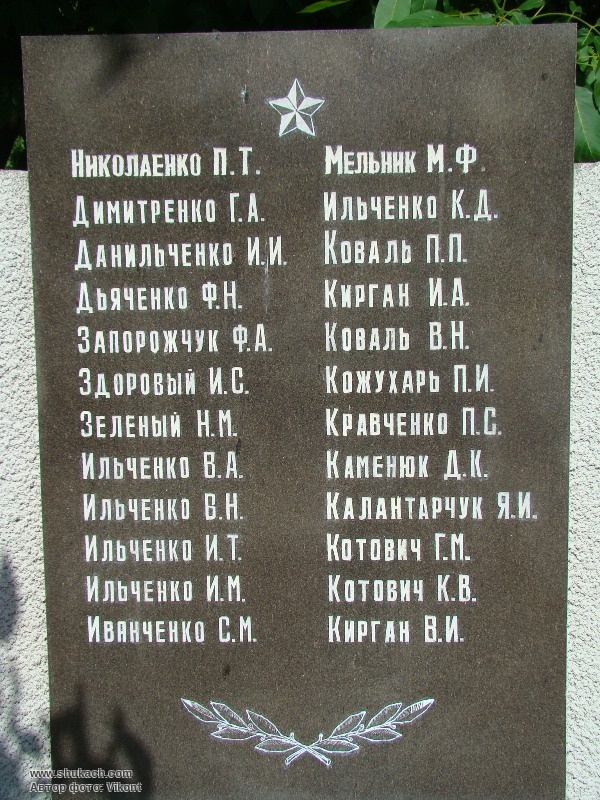 Николаенко П.Т.
Димитренко Г.А.
Данильченко И.И.
Дьяченко Ф.Н.
Запорожчук Ф.А.
Здоровый И.С.
Зеленый Н.М.
Ильченко В.А.
Ильченко В.Н.
Ильченко И.Т.
Ильченко И.М.
Иванченко С.М.
Мельник М.Ф.
Ильченко К.Д.
Коваль П.П.
Кирган И.А.
Коваль В.Н.
Кожухарь П.И.
Кравченко П.С.
Каменюк Д.К.
Калантарчук Я.И.
Котович Г.М.
Котович К.В.
Кирган В.И.
www.shukach.com
Автор фото: Vikont